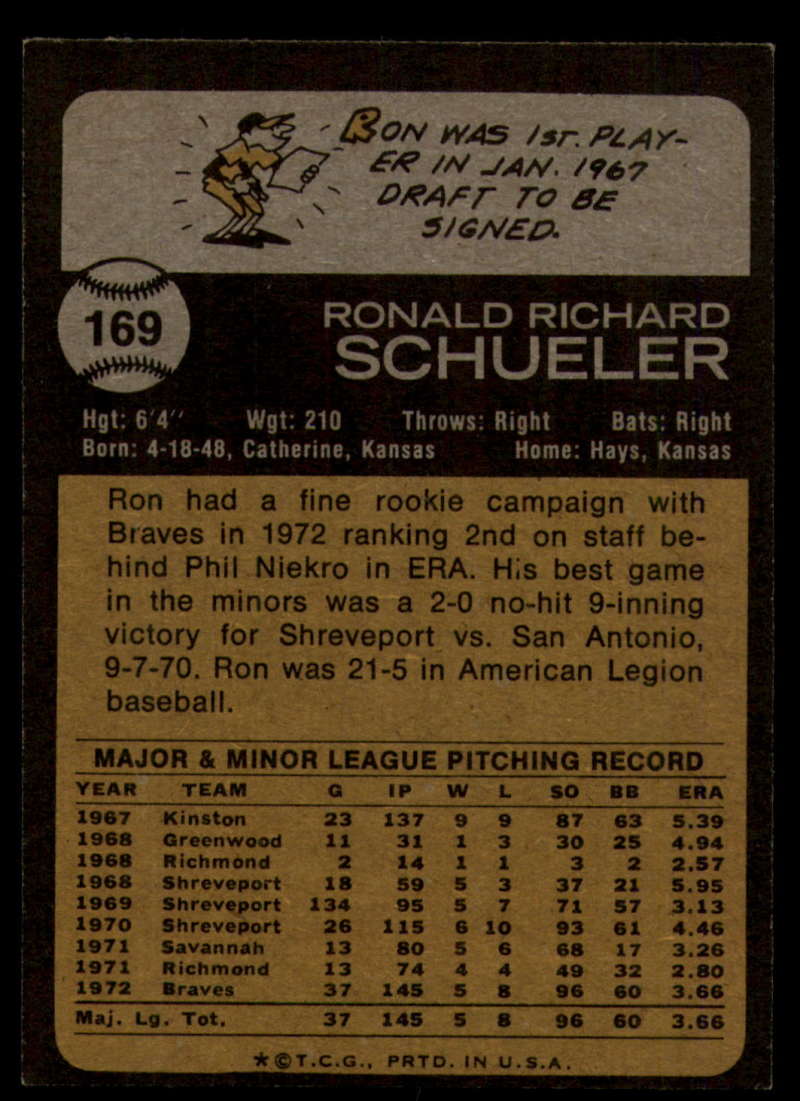 RON WAS 1ST. PLAY-
ER IN JAN. 1967
DRAFT TO BE
SIGNED.
169
RONALD RICHARD
SCHUELER
Hgt: 6'4" Wgt: 210 Throws: Right Bats: Right
Born: 4-18-48, Catherine, Kansas Home: Hays, Kansas
Ron had a fine rookie campaign with
Braves in 1972 ranking 2nd on staff be-
hind Phil Niekro in ERA. His best game
in the minors was a 2-0 no-hit 9-inning
victory for Shreveport vs. San Antonio,
9-7-70. Ron was 21-5 in American Legion
baseball.
MAJOR & MINOR LEAGUE PITCHING RECORD
YEAR TEAM G IP W L SO BB ERA
1967 Kinston 23 137 9 9 87 63 5.39
1968 Greenwood 11 31 1 3 30 25 4.94
1968 Richmond 2 14 1 1 3 2 2.57
1968 Shreveport 18 59 5 3 37 21 5.95
1969 Shreveport 134 95 5 7 71 57 3.13
1970 Shreveport 26 115 6 10 93 61 4.46
1971 Savannah 13 80 5 6 68 17 3.26
1971 Richmond 13 74 4 4 49 32 2.80
1972 Braves 37 145 5 8 96 60 3.66
Maj. Lg. Tot. 37 145 5 8 96 60 3.66
*©T.C.G., PRTD. IN U.S.A.